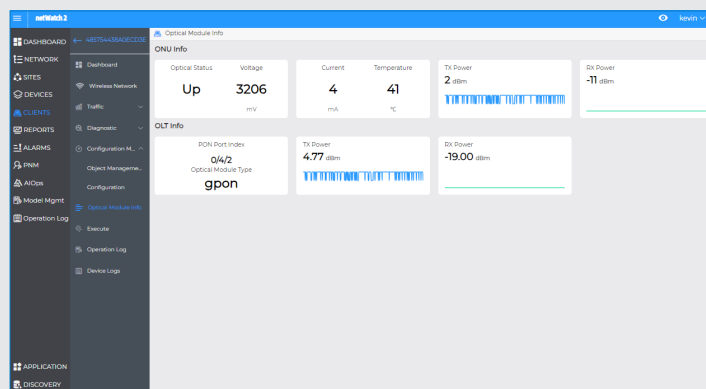 netWatch 2
kevin
DASHBOARD
NETWORK
SITES
DEVICES
CLIENTS
REPORTS
ALARMS
PNM
AIOps
Model Mgmt
Operation Log
APPLICATION
DISCOVERY
Dashboard
Wireless Network
Traffic
Diagnostic
Configuration M...
Object Manageme...
Configuration
Optical Module Info
Execute
Operation Log
Device Logs
Optical Module Info
ONU Info
Optical Status Voltage
Up 3206
mV
Current Temperature
4 41
mA °C
TX Power
2 dBm
RX Power
-11 dBm
OLT Info
PON Port Index
0/4/2
Optical Module Type
gpon
TX Power
4.77 dBm
RX Power
-19.00 dBm